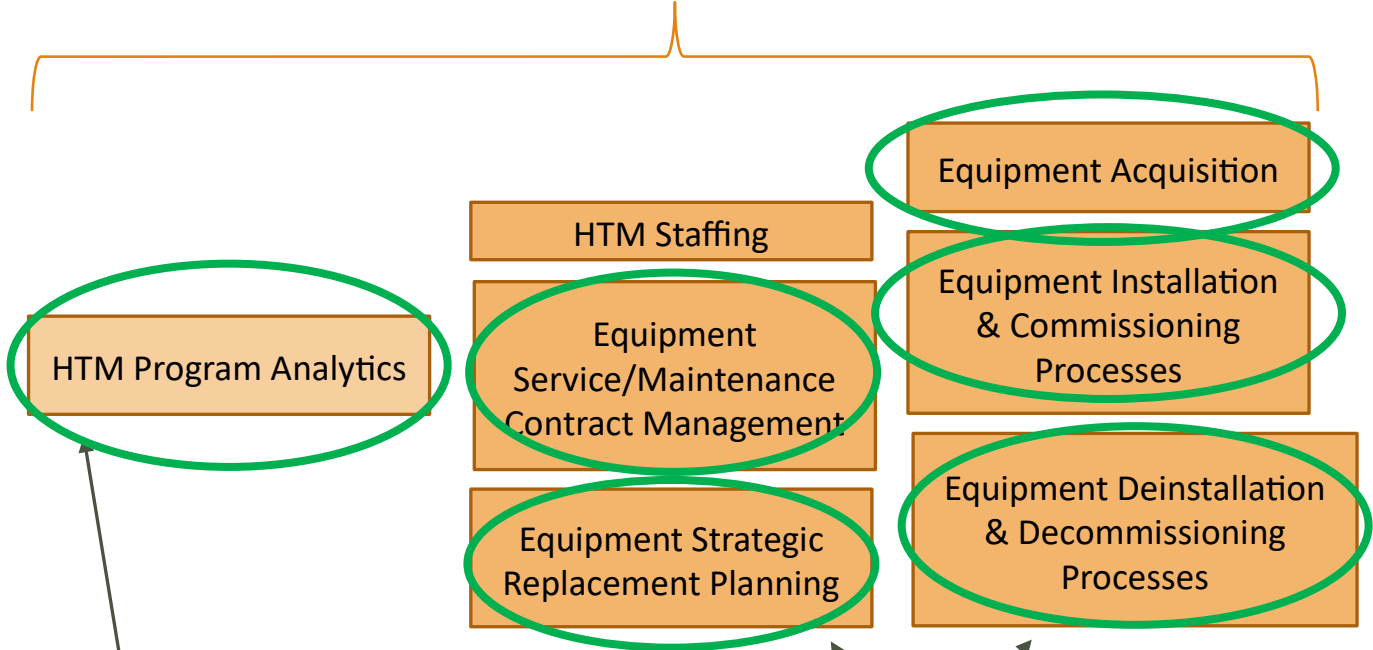 HTM Program Analytics
HTM Staffing
Equipment
Service/Maintenance
Contract Management
Equipment Strategic
Replacement Planning
Equipment Acquisition
Equipment Installation
& Commissioning
Processes
Equipment Deinstallation
& Decommissioning
Processes